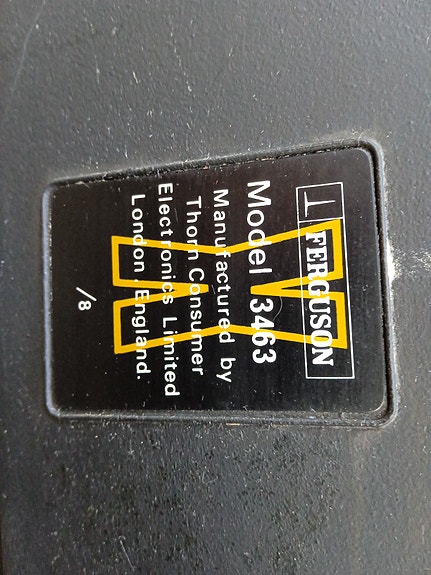 FERGUSON
Model 3463
Manufactured by
Thorn Consumer
Electronics Limited
London . England.
/8